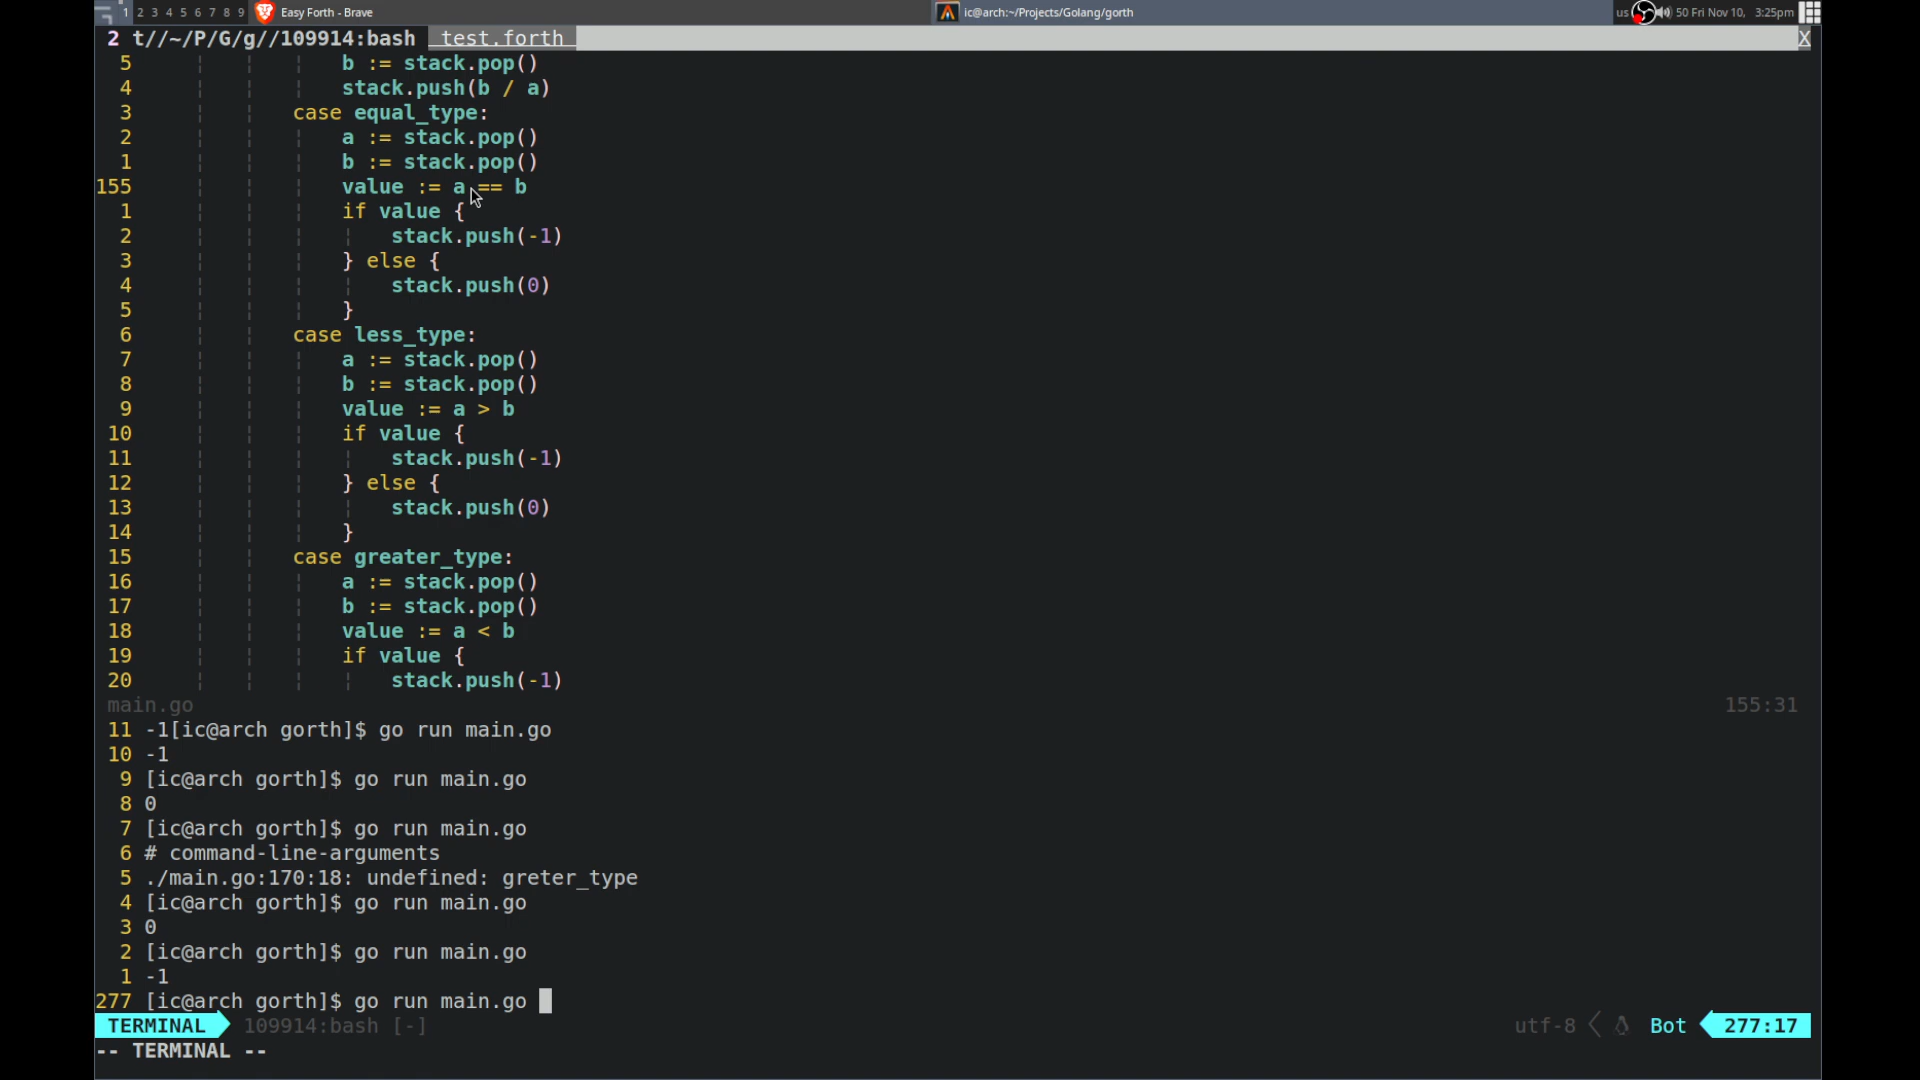 1 2 3 4 5 6 7 8 9 Easy Forth - Brave ic@arch:~/Projects/Golang/gorth us 50 Fri Nov 10, 3:25pm
2 t//~/P/G/g//109914:bash test.forth X
5 b := stack.pop()
4 stack.push(b / a)
3 case equal_type:
2 a := stack.pop()
1 b := stack.pop()
155 value := a == b
1 if value {
2 stack.push(-1)
3 } else {
4 stack.push(0)
5 }
6 case less_type:
7 a := stack.pop()
8 b := stack.pop()
9 value := a > b
10 if value {
11 stack.push(-1)
12 } else {
13 stack.push(0)
14 }
15 case greater_type:
16 a := stack.pop()
17 b := stack.pop()
18 value := a < b
19 if value {
20 stack.push(-1)
main.go 155:31
11 -1[ic@arch gorth]$ go run main.go
10 -1
9 [ic@arch gorth]$ go run main.go
8 0
7 [ic@arch gorth]$ go run main.go
6 # command-line-arguments
5 ./main.go:170:18: undefined: greter_type
4 [ic@arch gorth]$ go run main.go
3 0
2 [ic@arch gorth]$ go run main.go
1 -1
277 [ic@arch gorth]$ go run main.go
TERMINAL 109914:bash [-] utf-8 Bot 277:17
-- TERMINAL --